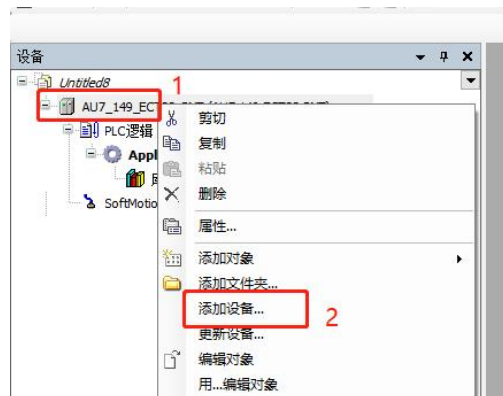 设备
Untitled8
1
AU7_149_ECT
PLC逻辑
Appl
SoftMotio
剪切
复制
粘贴
删除
属性...
添加对象
添加文件夹...
添加设备...
2
更新设备...
编辑对象
用...编辑对象